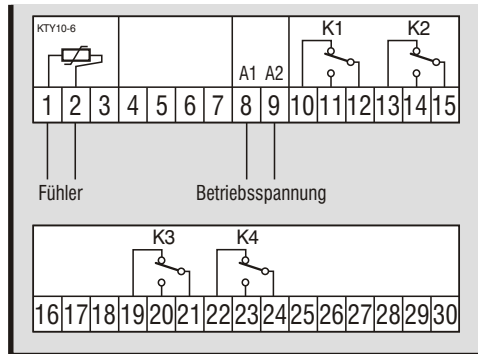 KTY10-6
K1 K2
A1 A2
1 2 3 4 5 6 7 8 9 10 11 12 13 14 15
Fühler Betriebsspannung
K3 K4
16 17 18 19 20 21 22 23 24 25 26 27 28 29 30